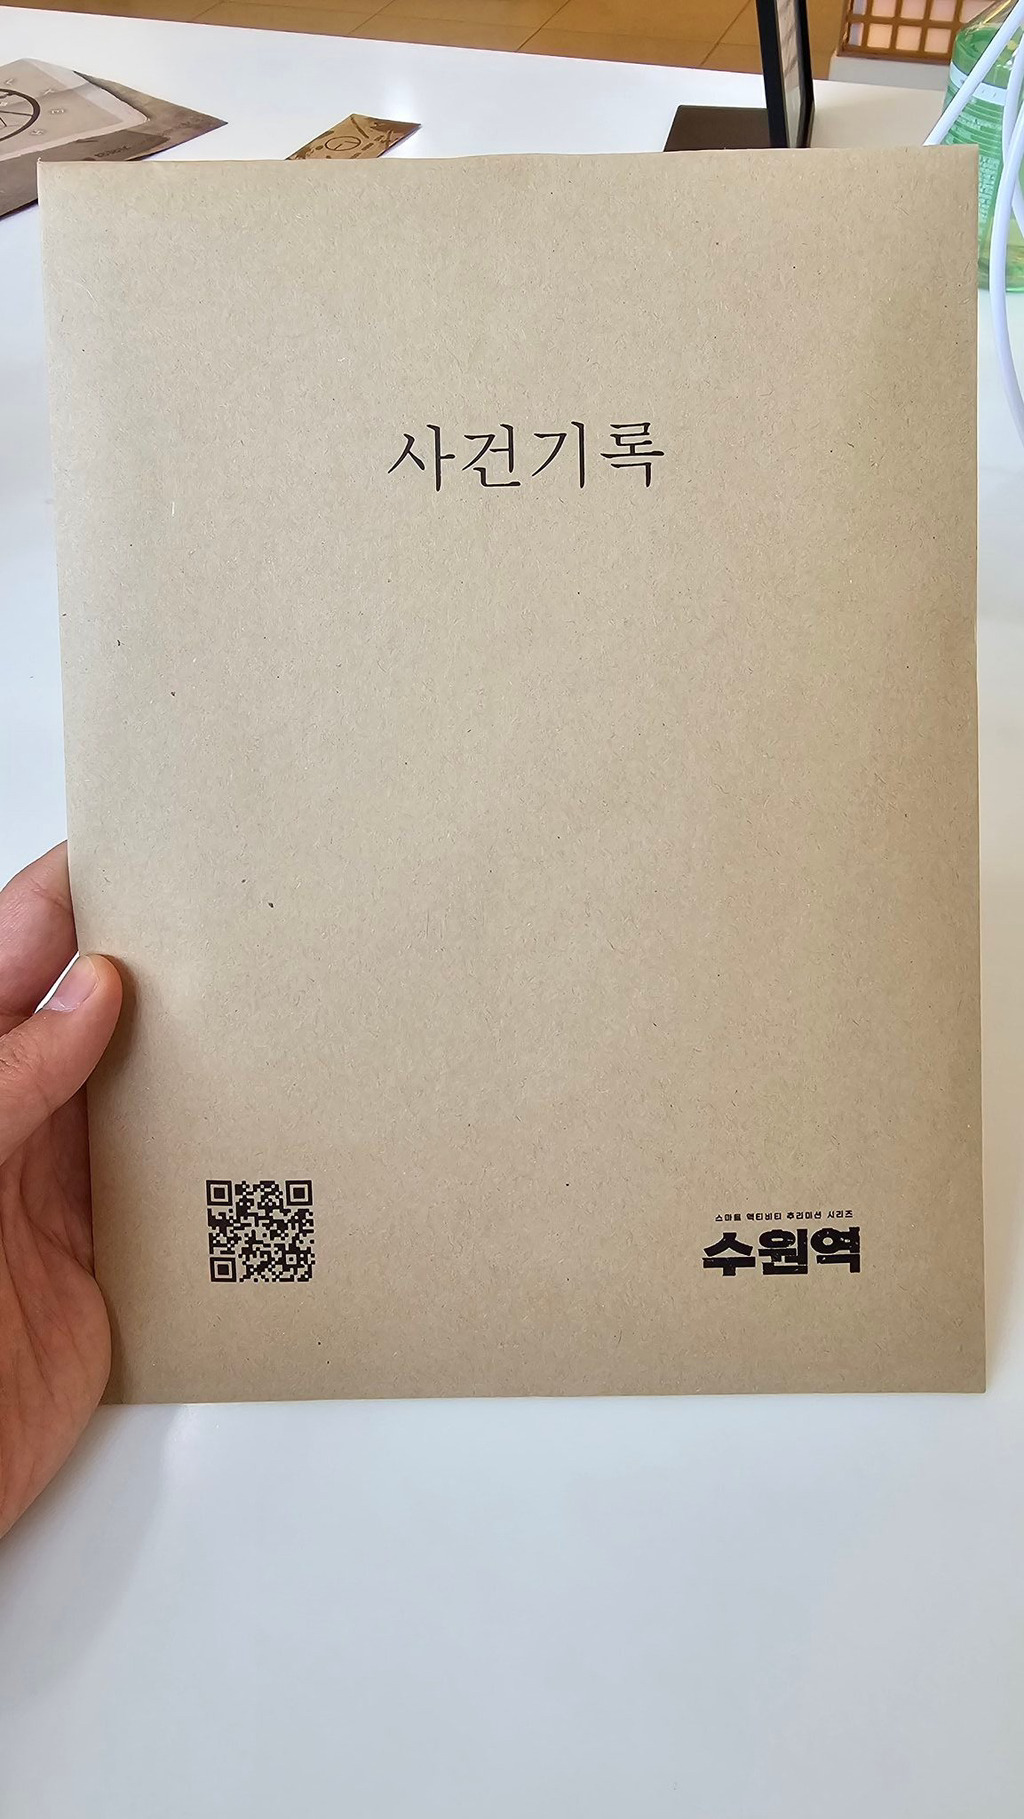 사건기록
스마트 액티비티 추리미션 시리즈
수원역